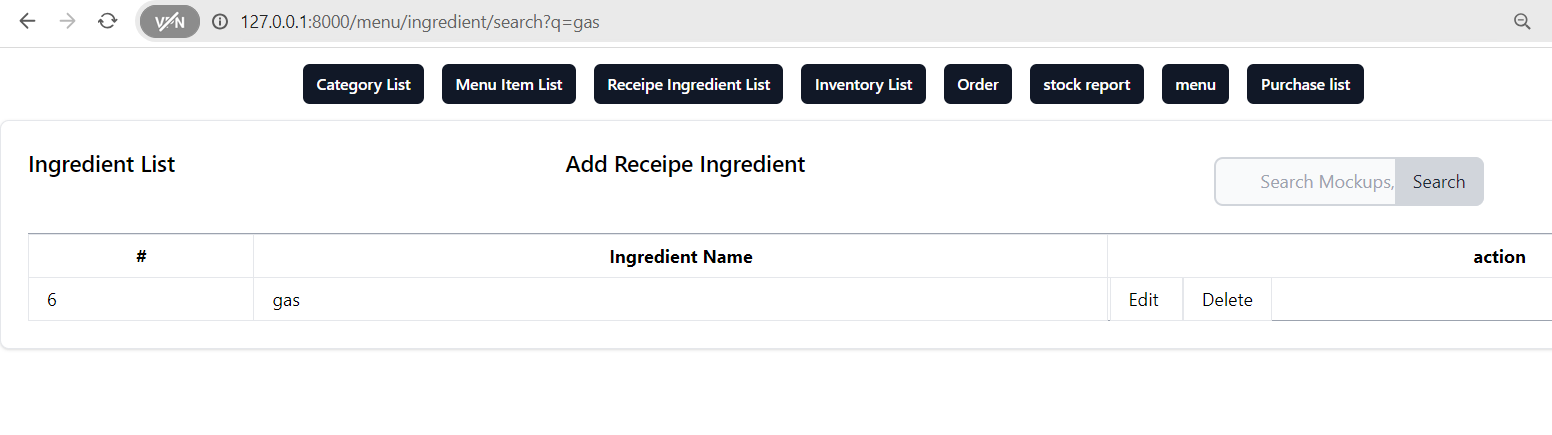 VPN 127.0.0.1:8000/menu/ingredient/search?q=gas
Category List Menu Item List Receipe Ingredient List Inventory List Order stock report menu Purchase list
Ingredient List Add Receipe Ingredient Search Mockups, Search
# Ingredient Name action
6 gas Edit Delete